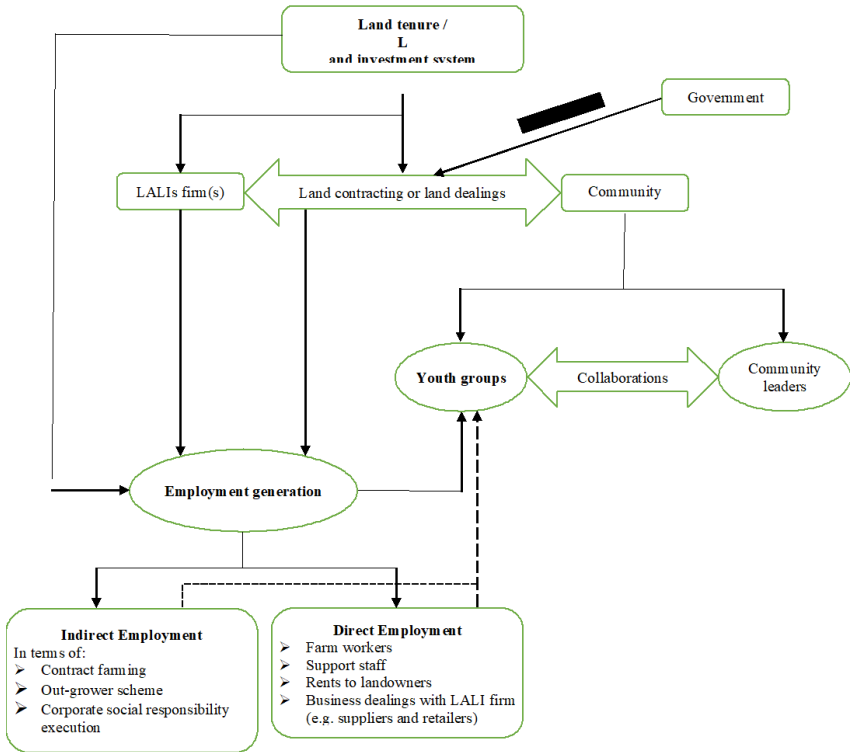 Land tenure /
L
and investment system
Government
LALIs firm(s)
Land contracting or land dealings
Community
Youth groups
Collaborations
Community
leaders
Employment generation
Indirect Employment
In terms of:
➢ Contract farming
➢ Out-grower scheme
➢ Corporate social responsibility
execution
Direct Employment
➢ Farm workers
➢ Support staff
➢ Rents to landowners
➢ Business dealings with LALI firm
(e.g. suppliers and retailers)